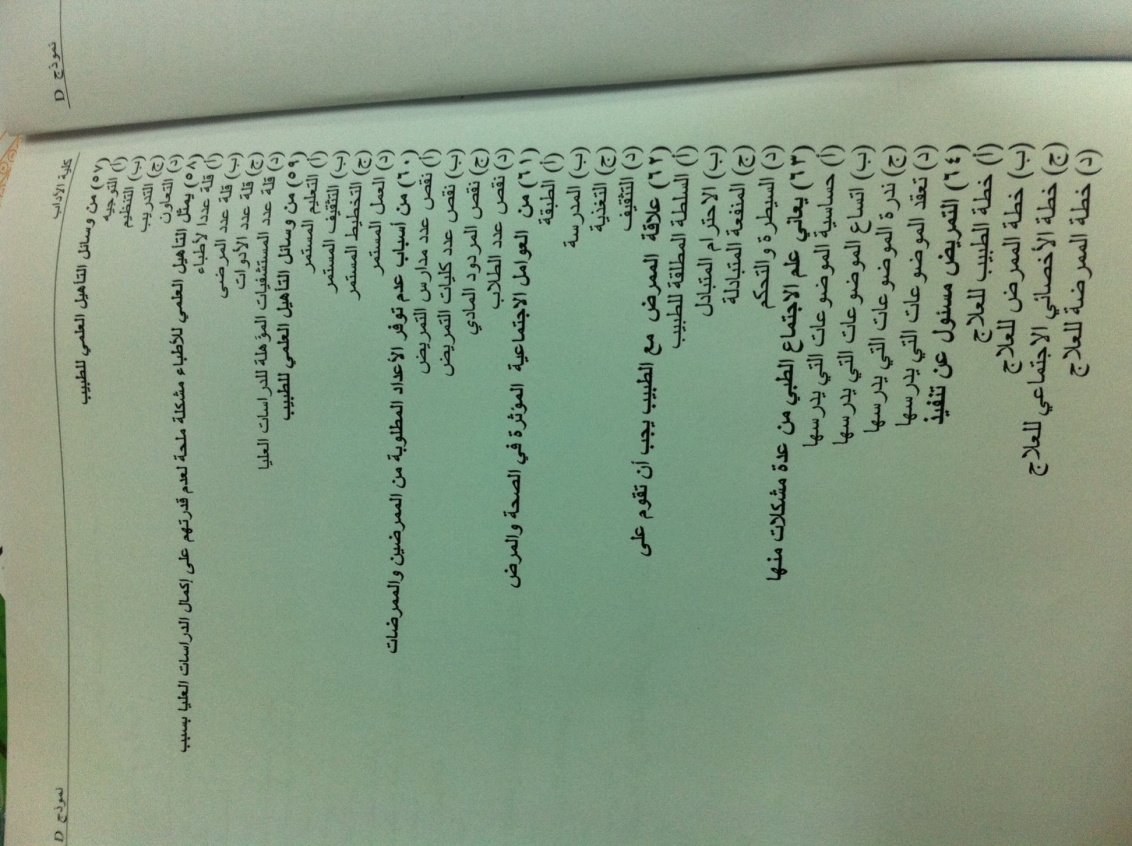 نموذج D
كلية الآداب
نموذج D
٥٧) من وسائل التأهيل العلمي للطبيب
أ) التوجيه
ب) التنظيم
ج) التدريب
د) التعاون
٥٨) يمثل التأهيل العلمي للأطباء مشكلة ملحة لعدم قدرتهم على إكمال الدراسات العليا بسبب
أ) قلة عدد الأطباء
ب) قلة عدد المرضى
ج) قلة عدد الأدوات
د) قلة عدد المستشفيات المؤهلة للدراسات العليا
٥٩) من وسائل التأهيل العلمي للطبيب
أ) التعليم المستمر
ب) التثقيف المستمر
ج) التخطيط المستمر
د) العمل المستمر
٦٠) من أسباب عدم توفر الأعداد المطلوبة من الممرضين والممرضات
أ) نقص عدد مدارس التمريض
ب) نقص عدد كليات التمريض
ج) نقص المردود المادي
د) نقص عدد الطلاب
٦١) من العوامل الاجتماعية المؤثرة في الصحة والمرض
أ) الطبقة
ب) المدرسة
ج) التغذية
د) التثقيف
٦٢) علاقة الممرض مع الطبيب يجب أن تقوم على
أ) السلطة المطلقة للطبيب
ب) الاحترام المتبادل
ج) المنفعة المتبادلة
د) السيطرة والتحكم
٦٣) يعاني علم الاجتماع الطبي من عدة مشكلات منها
أ) حساسية الموضوعات التي يدرسها
ب) اتساع الموضوعات التي يدرسها
ج) ندرة الموضوعات التي يدرسها
د) تعقد الموضوعات التي يدرسها
٦٤) التمريض مسئول عن تنفيذ
أ) خطة الطبيب للعلاج
ب) خطة الممرض للعلاج
ج) خطة الأخصائي الاجتماعي للعلاج
د) خطة الممرضة للعلاج